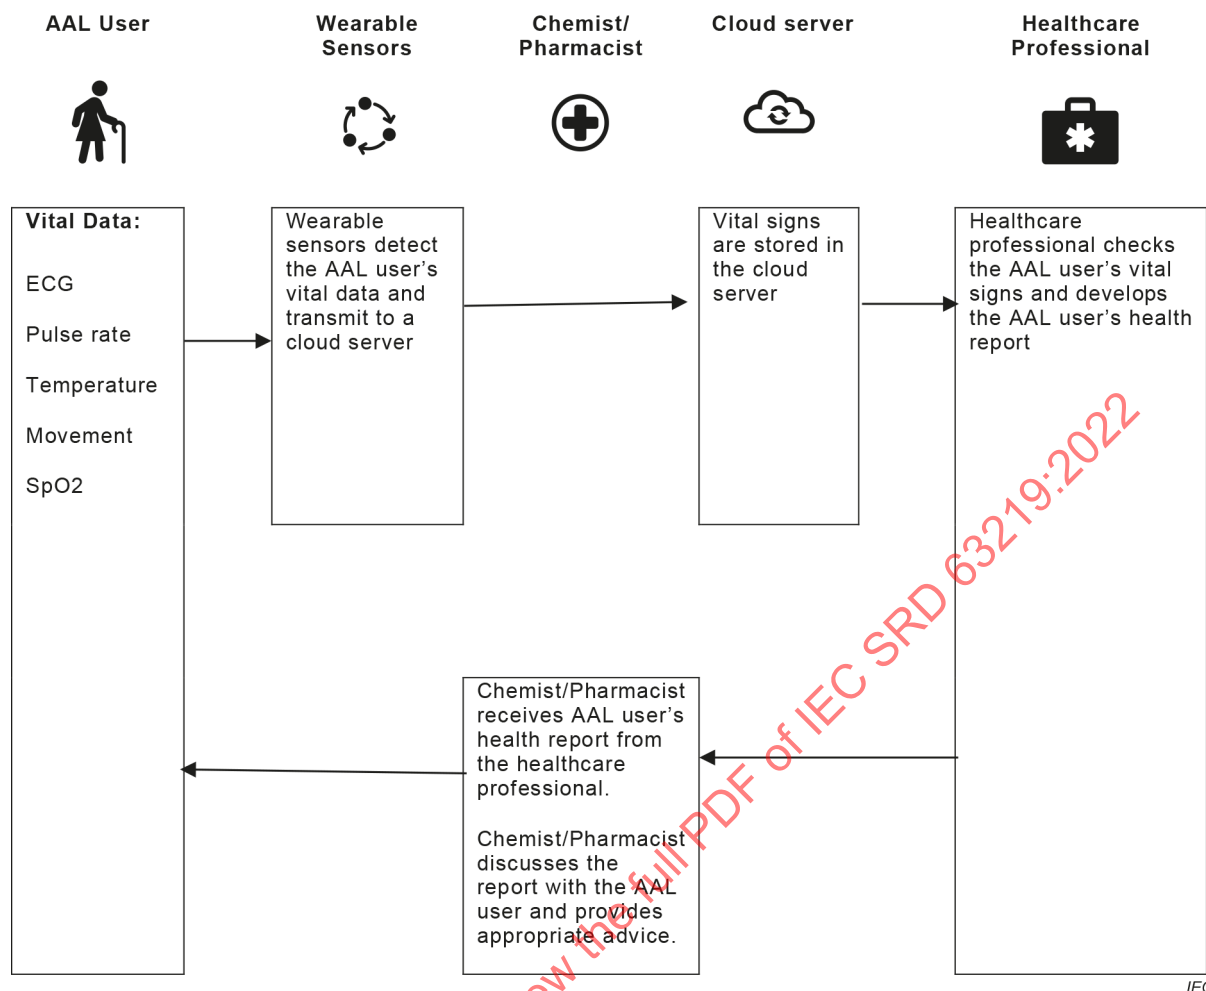 AAL User
Wearable
Sensors
Chemist/
Pharmacist
Cloud server
Healthcare
Professional
Vital Data:
ECG
Pulse rate
Temperature
Movement
SpO2
Wearable
sensors detect
the AAL user’s
vital data and
transmit to a
cloud server
Vital signs
are stored in
the cloud
server
Healthcare
professional checks
the AAL user’s vital
signs and develops
the AAL user’s health
report
Chemist/Pharmacist
receives AAL user’s
health report from
the healthcare
professional.
Chemist/Pharmacist
discusses the
report with the AAL
user and provides
appropriate advice.
the full PDF of IEC SRD 63219:2022
IEC